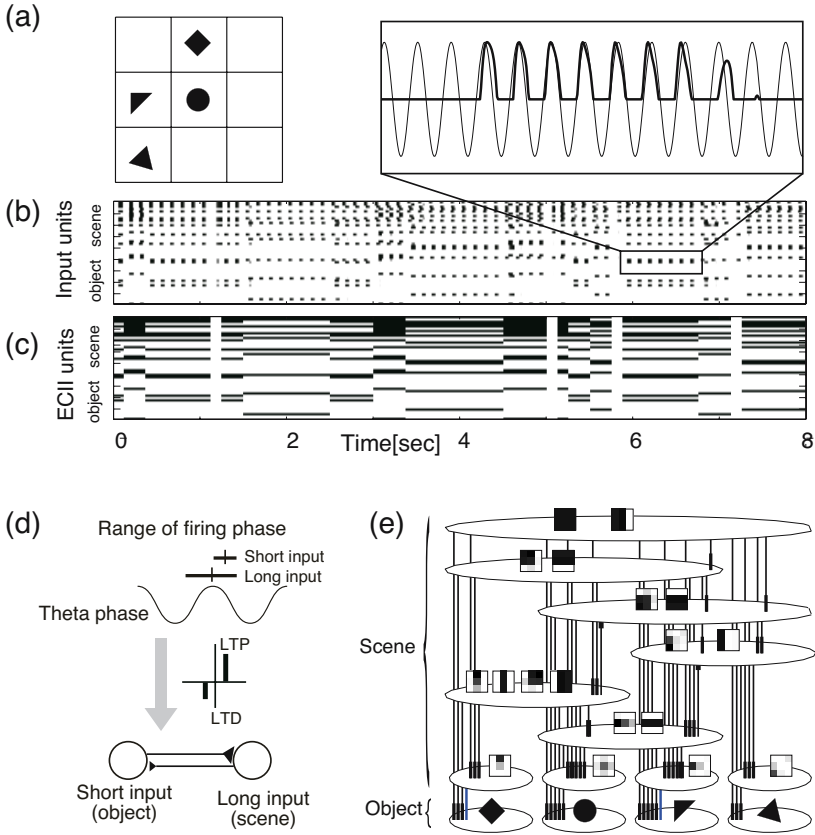 (a)
(b)
Input units
object scene
(c)
ECII units
object scene
0 2 4 6 8
Time[sec]
(d)
Range of firing phase
Short input
Long input
Theta phase
LTP
LTD
Short input
(object)
Long input
(scene)
(e)
Scene
Object